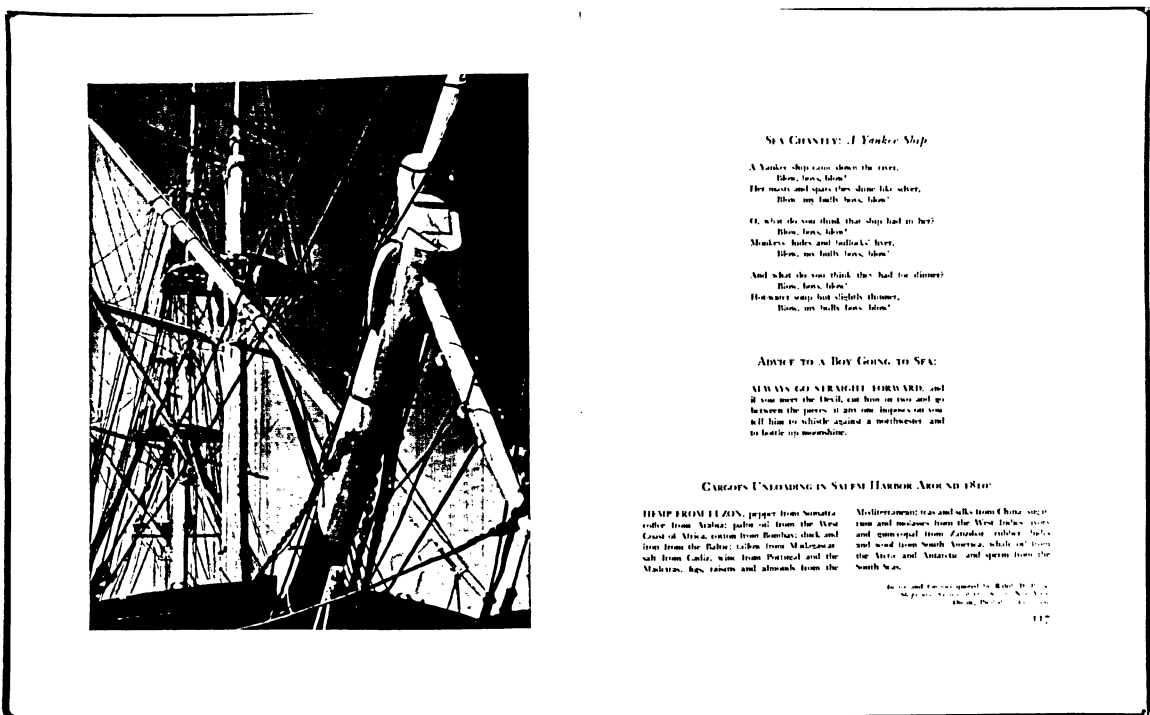 SEA CHANTEY: A Yankee Ship
A Yankee ship came down the river,
Blow, boys, blow!
Her masts and spars they shine like silver,
Blow, my bully boys, blow!
O, what do you think that ship had in her?
Blow, boys, blow!
Monkeys' hides and bullocks' liver,
Blow, my bully boys, blow!
And what do you think they had for dinner?
Blow, boys, blow!
Hot-water soup but slightly thinner,
Blow, my bully boys, blow!
ADVICE TO A BOY GOING TO SEA:
ALWAYS GO STRAIGHT FORWARD, and
if you meet the Devil, cut him in two and go
between the pieces; if any one imposes on you
tell him to whistle against a northwester and
to bottle up moonshine.
CARGOES UNLOADING IN SALEM HARBOR AROUND 1810:
HEMP FROM LUZON, pepper from Sumatra
coffee from Arabia; palm oil from the West
Coast of Africa, cotton from Bombay; duck and
iron from the Baltic; tallow from Madagascar
salt from Cadiz, wine from Portugal and the
Madeiras, figs, raisins and almonds from the
Mediterranean; teas and silks from China, sugar
rum and molasses from the West Indies, ivory
and gum-copal from Zanzibar, rubber, hides
and wool from South America, whale oil from
the Arctic and Antarctic and sperm from the
South Seas.
and quoted by Ralph D.
117